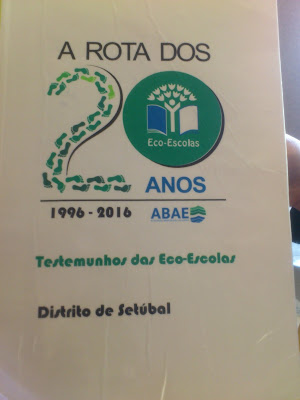 A ROTA DOS
20
Eco-Escolas
ANOS
1996 - 2016 ABAE
Testemunhos das Eco-Escolas
Distrito de Setúbal